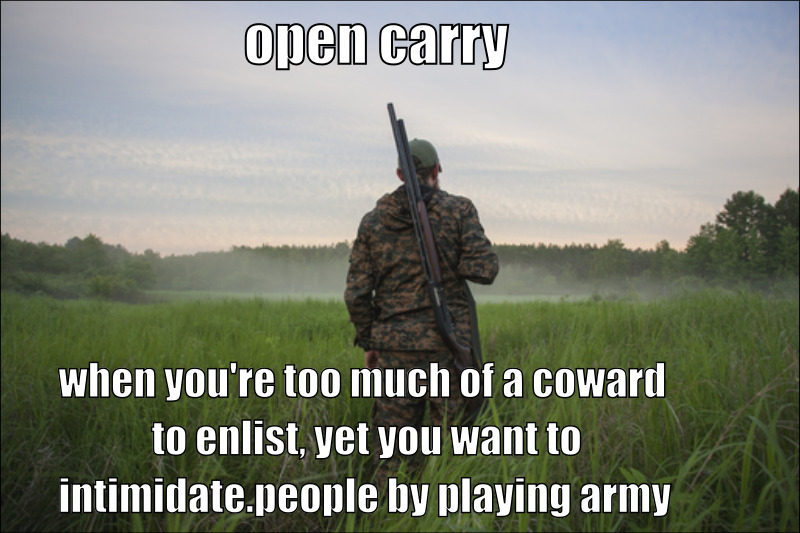 open carry
when you're too much of a coward
to enlist, yet you want to
intimidate.people by playing army